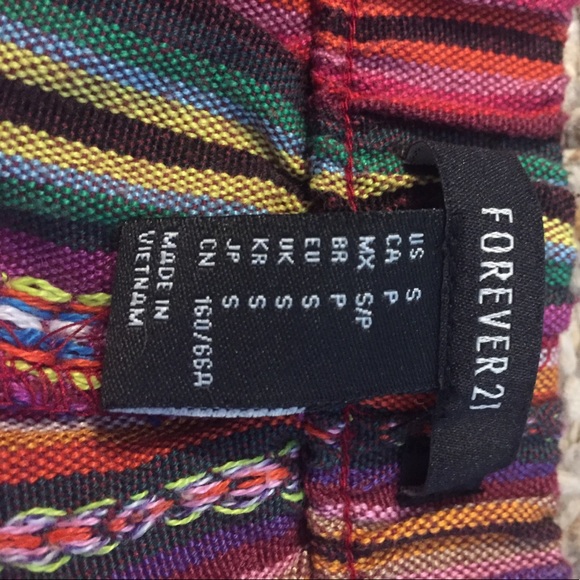 FOREVER 21
US S
CA P
MX S/P
BR P
EU S
UK S
KR S
JP S
CN 160/66A
MADE IN
VIETNAM